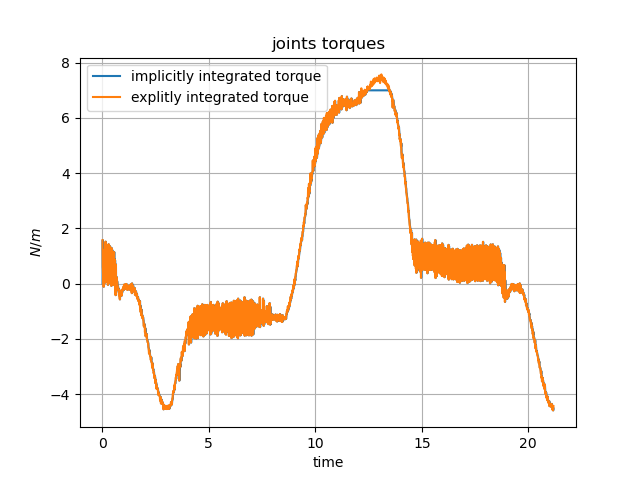 joints torques
implicitly integrated torque
explitly integrated torque
8
6
4
2
0
−2
−4
N/m
0
5
10
15
20
time